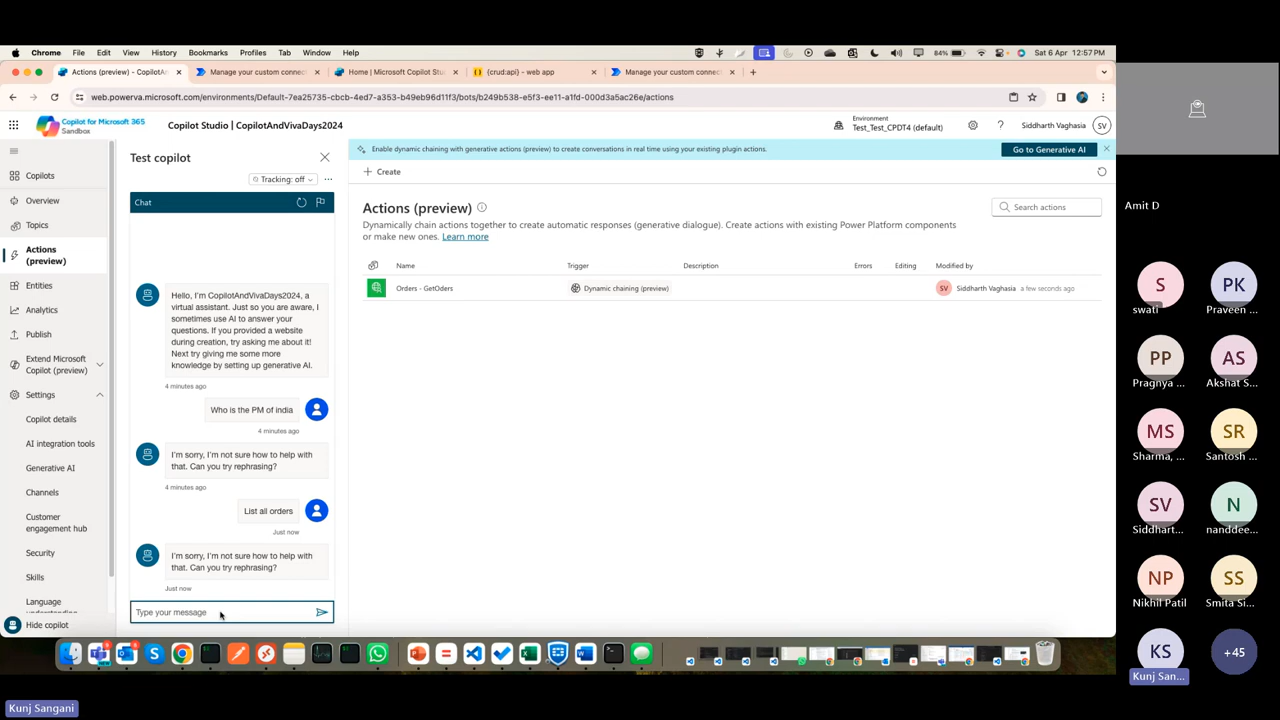 Chrome File Edit View History Bookmarks Profiles Tab Window Help
84% Sat 6 Apr 12:57 PM
Actions (preview) - CopilotAn
Manage your custom connect
Home | Microsoft Copilot Stu
{crud:api} - web app
Manage your custom connect
web.powerva.microsoft.com/environments/Default-7ea25735-cbcb-4ed7-a353-b49eb96d11f3/bots/b249b538-e5f3-ee11-a1fd-000d3a5ac26e/actions
Copilot for Microsoft 365
Sandbox
Copilot Studio | CopilotAndVivaDays2024
Environment
Test_Test_CPDT4 (default)
Siddharth Vaghasia
SV
Copilots
Overview
Topics
Actions
(preview)
Entities
Analytics
Publish
Extend Microsoft
Copilot (preview)
Settings
Copilot details
AI integration tools
Generative AI
Channels
Customer
engagement hub
Security
Skills
Language
Hide copilot
Test copilot
Tracking: off
Chat
Hello, I'm CopilotAndVivaDays2024, a
virtual assistant. Just so you are aware, I
sometimes use AI to answer your
questions. If you provided a website
during creation, try asking me about it!
Next try giving me some more
knowledge by setting up generative AI.
4 minutes ago
Who is the PM of india
4 minutes ago
I'm sorry, I'm not sure how to help with
that. Can you try rephrasing?
4 minutes ago
List all orders
Just now
I'm sorry, I'm not sure how to help with
that. Can you try rephrasing?
Just now
Type your message
Enable dynamic chaining with generative actions (preview) to create conversations in real time using your existing plugin actions.
Go to Generative AI
Create
Actions (preview)
Search actions
Dynamically chain actions together to create automatic responses (generative dialogue). Create actions with existing Power Platform components
or make new ones. Learn more
Name Trigger Description Errors Editing Modified by
Orders - GetOders Dynamic chaining (preview) SV Siddharth Vaghasia a few seconds ago
Amit D
S
swati
PK
Praveen ...
PP
Pragnya ...
AS
Akshat S...
MS
Sharma, ...
SR
Santosh ...
SV
Siddhart...
N
nanddee...
NP
Nikhil Patil
SS
Smita Si...
KS
Kunj San...
+45
Kunj Sangani